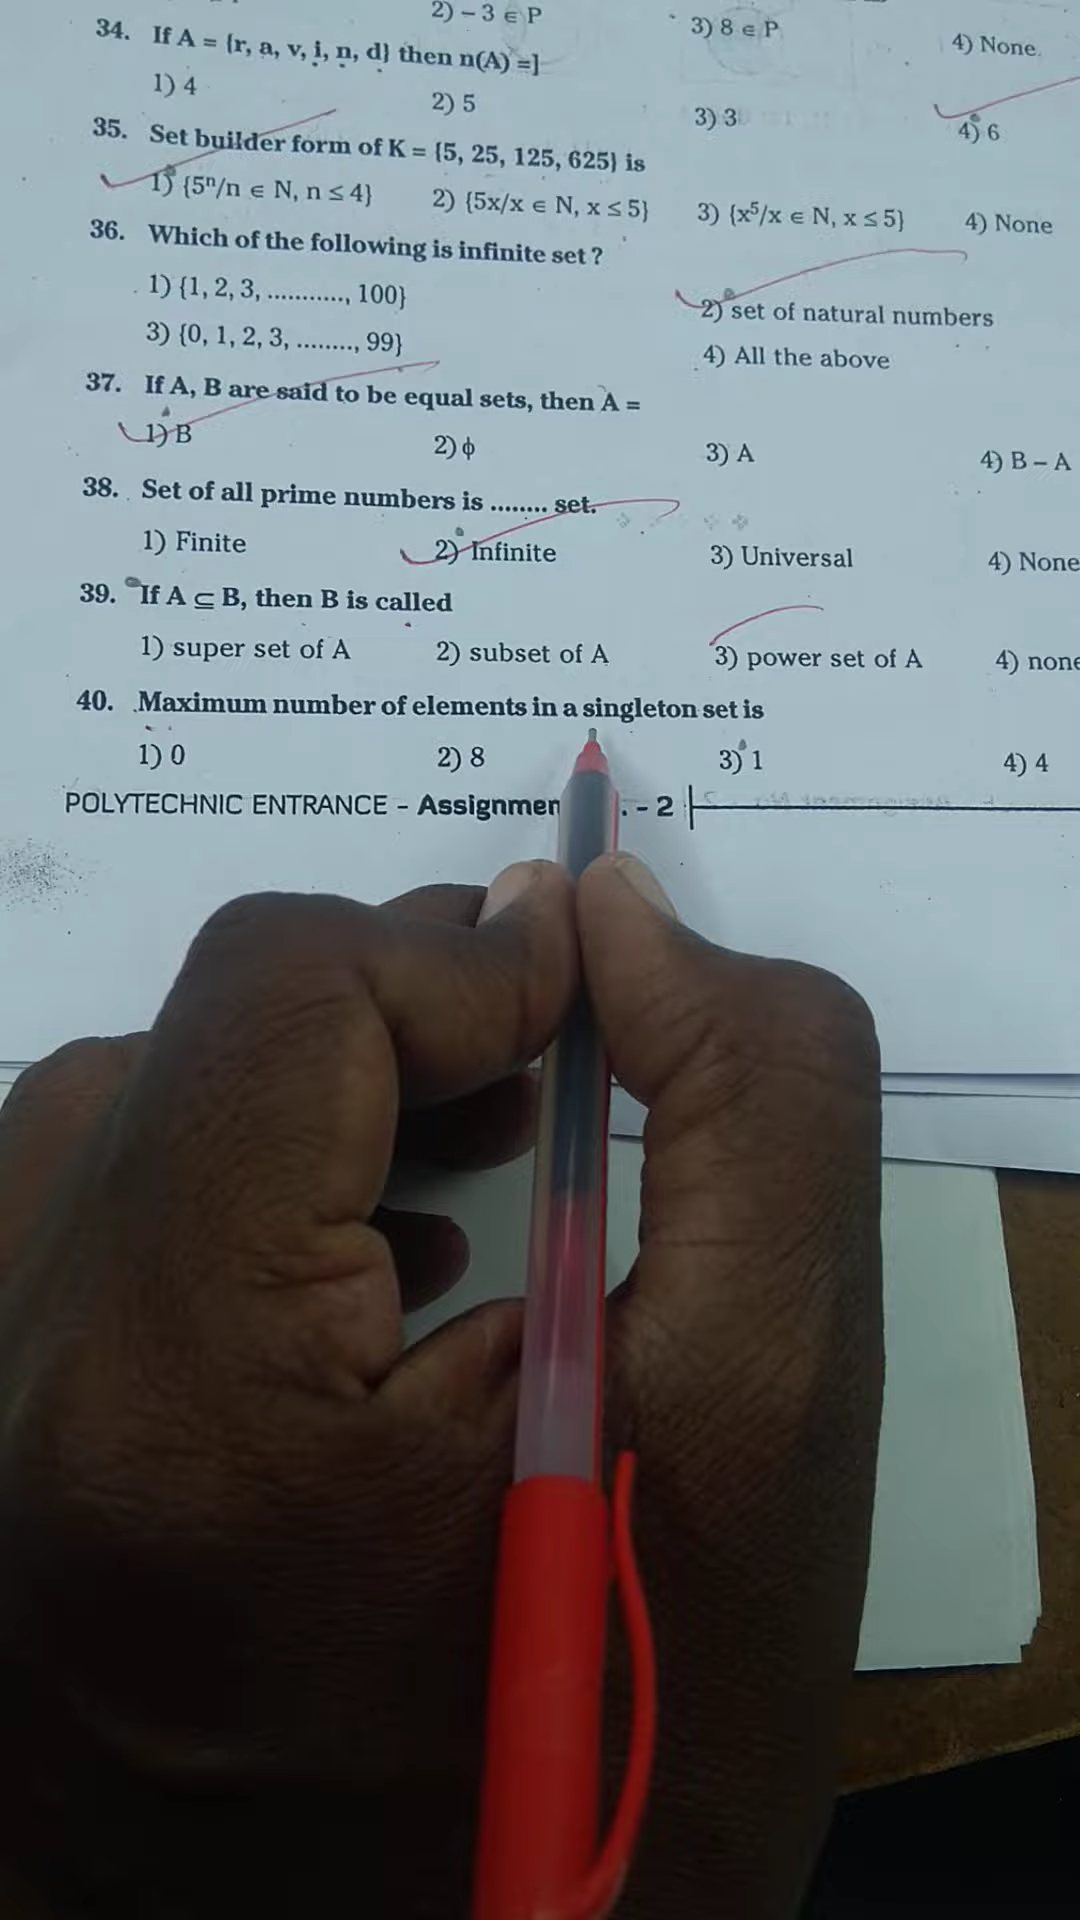 2) – 3 ∈ P 3) 8 ∈ P 4) None.
34. If A = {r, a, v, i, n, d} then n(A) =]
1) 4 2) 5 3) 3 4) 6
35. Set builder form of K = {5, 25, 125, 625} is
1) {5ⁿ/n ∈ N, n ≤ 4} 2) {5x/x ∈ N, x ≤ 5} 3) {x⁵/x ∈ N, x ≤ 5} 4) None
36. Which of the following is infinite set ?
1) {1, 2, 3, ..........., 100} 2) set of natural numbers
3) {0, 1, 2, 3, ........, 99} 4) All the above
37. If A, B are said to be equal sets, then A =
1) B 2) ϕ 3) A 4) B – A
38. Set of all prime numbers is ........ set.
1) Finite 2) Infinite 3) Universal 4) None
39. If A ⊆ B, then B is called
1) super set of A 2) subset of A 3) power set of A 4) none
40. Maximum number of elements in a singleton set is
1) 0 2) 8 3) 1 4) 4
POLYTECHNIC ENTRANCE – Assignmen . - 2